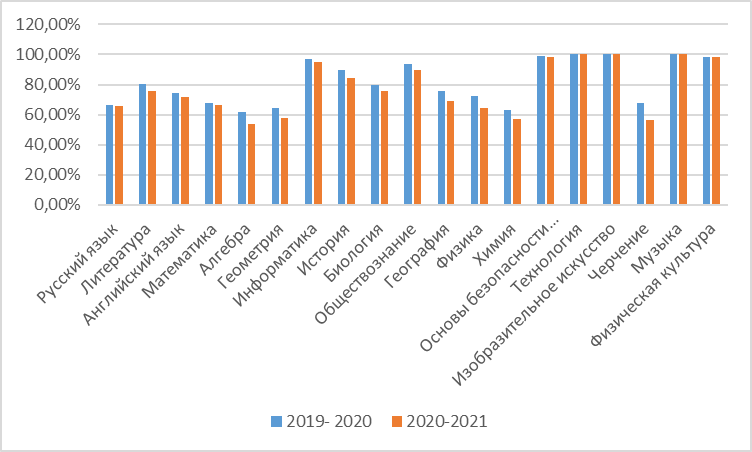 120,00%
100,00%
80,00%
60,00%
40,00%
20,00%
0,00%
Русский язык
Литература
Английский язык
Математика
Алгебра
Геометрия
Информатика
История
Биология
Обществознание
География
Физика
Химия
Основы безопасности...
Технология
Изобразительное искусство
Черчение
Музыка
Физическая культура
2019- 2020
2020-2021